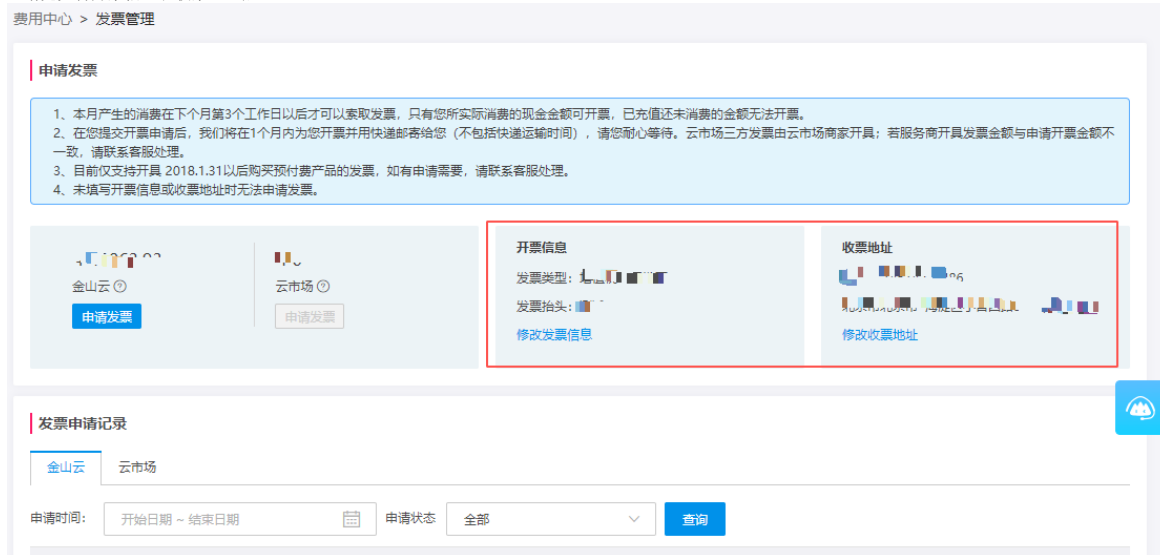 费用中心 > 发票管理
申请发票
1、本月产生的消费在下个月第3个工作日以后才可以索取发票，只有您所实际消费的现金金额可开票，已充值还未消费的金额无法开票。
2、在您提交开票申请后，我们将在1个月内为您开票并用快递邮寄给您（不包括快递运输时间），请您耐心等待。云市场三方发票由云市场商家开具；若服务商开具发票金额与申请开票金额不
一致，请联系客服处理。
3、目前仅支持开具 2018.1.31以后购买预付费产品的发票，如有申请需要，请联系客服处理。
4、未填写开票信息或收票地址时无法申请发票。
金山云
申请发票
云市场
申请发票
开票信息
发票类型：
发票抬头：
修改发票信息
收票地址
修改收票地址
发票申请记录
金山云 云市场
申请时间： 开始日期 ~ 结束日期 申请状态 全部 查询